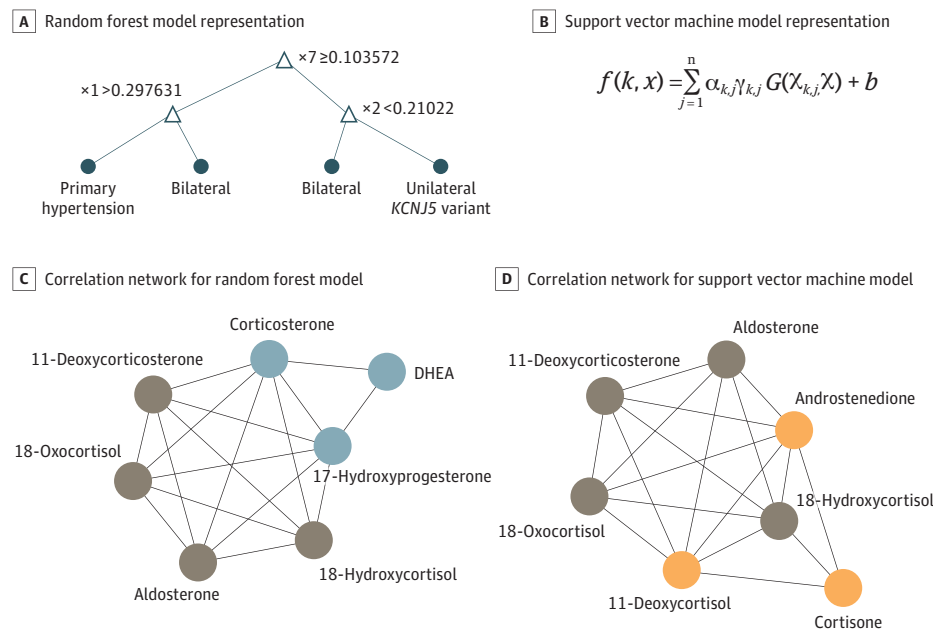 A Random forest model representation
×7≥0.103572
×1>0.297631
×2<0.21022
Primary
hypertension
Bilateral
Bilateral
Unilateral
KCNJ5 variant
B Support vector machine model representation
f(k, x) = n∑j=1 αk,jγk,j G(χk,j,χ) + b
C Correlation network for random forest model
Corticosterone
11-Deoxycorticosterone
DHEA
18-Oxocortisol
17-Hydroxyprogesterone
18-Hydroxycortisol
Aldosterone
D Correlation network for support vector machine model
Aldosterone
11-Deoxycorticosterone
Androstenedione
18-Hydroxycortisol
18-Oxocortisol
11-Deoxycortisol
Cortisone